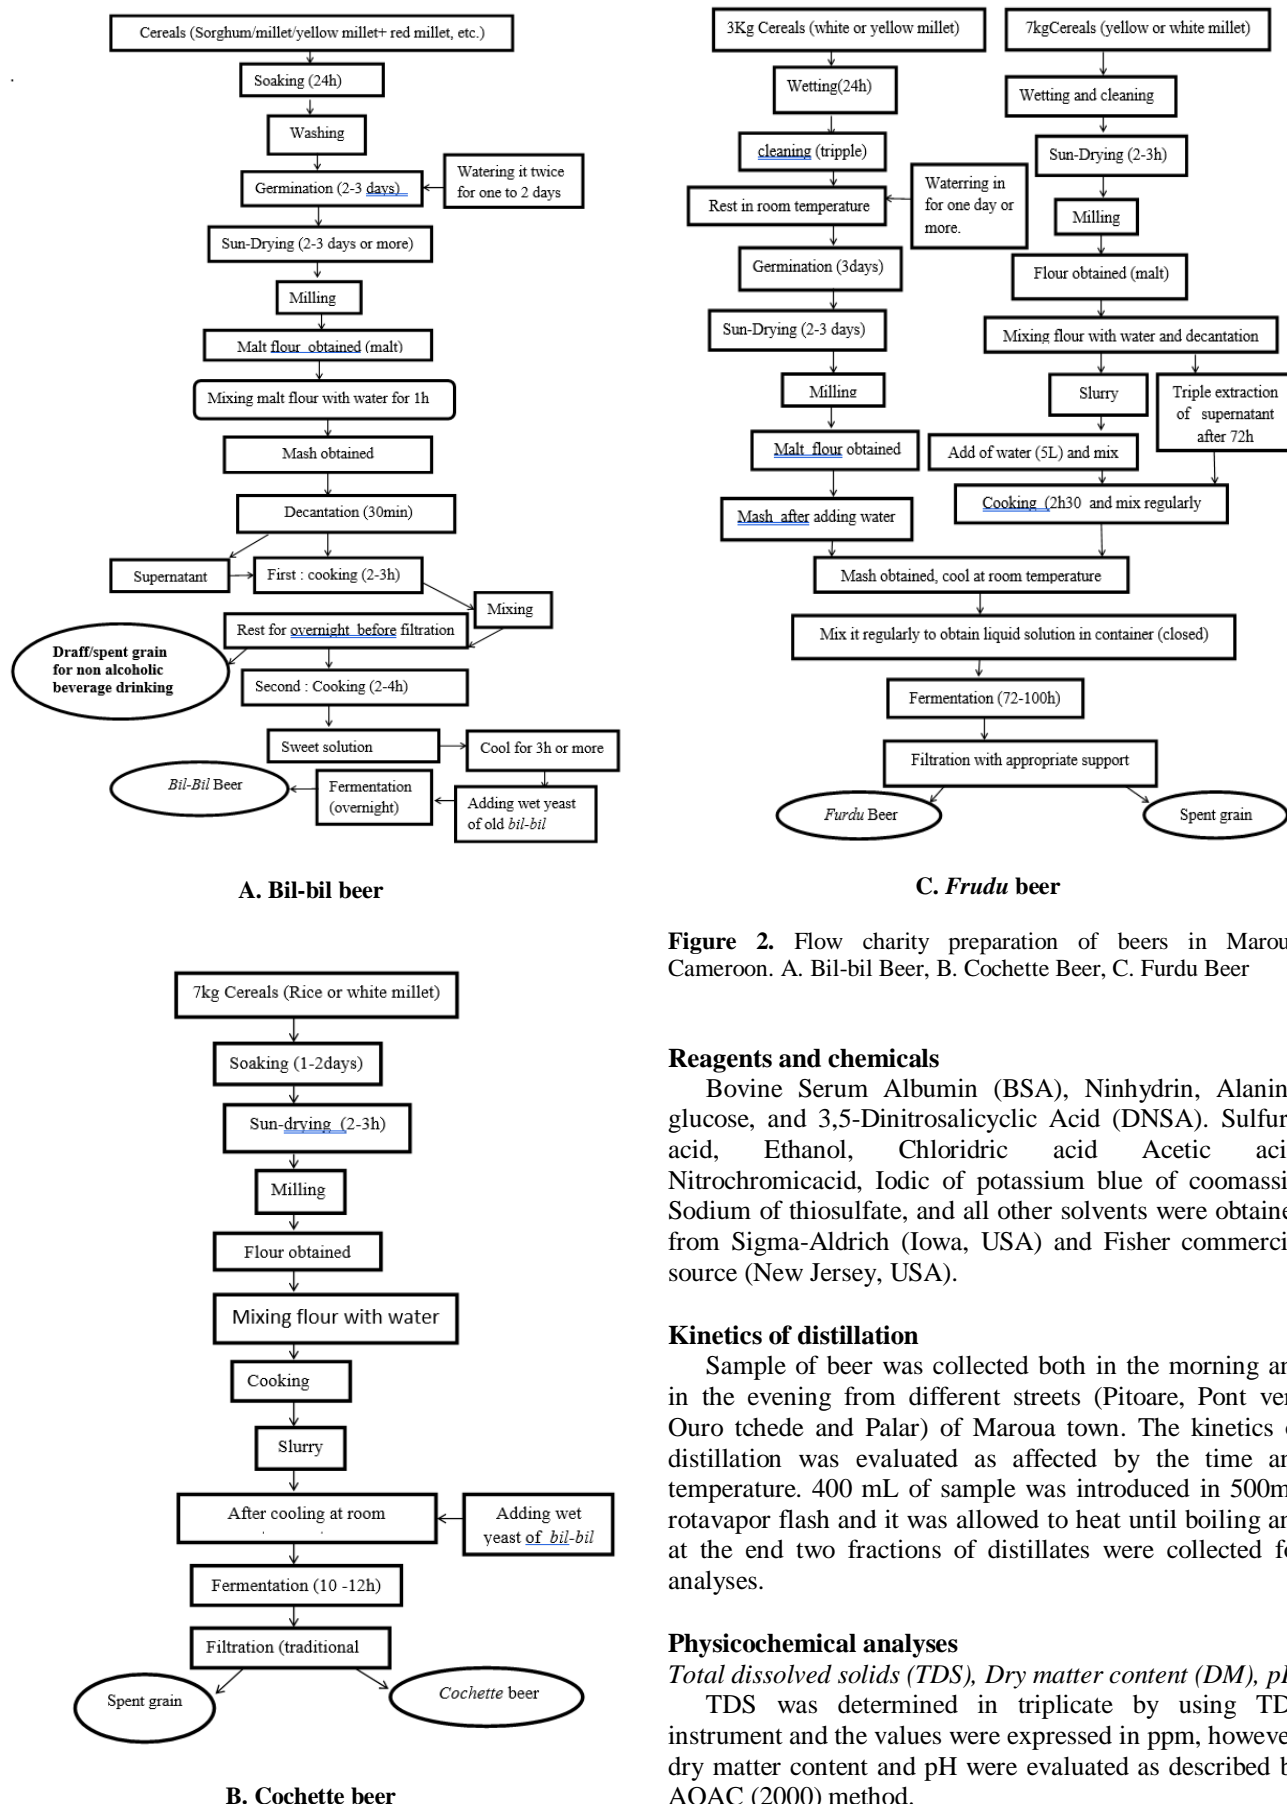 Cereals (Sorghum/millet/yellow millet+ red millet, etc.)
Soaking (24h)
Washing
Germination (2-3 days)
Watering it twice
for one to 2 days
Sun-Drying (2-3 days or more)
Milling
Malt flour obtained (malt)
Mixing malt flour with water for 1h
Mash obtained
Decantation (30min)
Supernatant
First : cooking (2-3h)
Mixing
Rest for overnight before filtration
Draff/spent grain
for non alcoholic
beverage drinking
Second : Cooking (2-4h)
Sweet solution
Cool for 3h or more
Adding wet yeast
of old bil-bil
Fermentation
(overnight)
Bil-Bil Beer
A. Bil-bil beer
7kg Cereals (Rice or white millet)
Soaking (1-2days)
Sun-drying (2-3h)
Milling
Flour obtained
Mixing flour with water
Cooking
Slurry
After cooling at room
Adding wet
yeast of bil-bil
Fermentation (10 -12h)
Filtration (traditional
Spent grain
Cochette beer
B. Cochette beer
3Kg Cereals (white or yellow millet)
Wetting(24h)
cleaning (tripple)
Rest in room temperature
Waterring in
for one day or
more.
Germination (3days)
Sun-Drying (2-3 days)
Milling
Malt flour obtained
Mash after adding water
7kgCereals (yellow or white millet)
Wetting and cleaning
Sun-Drying (2-3h)
Milling
Flour obtained (malt)
Mixing flour with water and decantation
Slurry
Triple extraction
of supernatant
after 72h
Add of water (5L) and mix
Cooking (2h30 and mix regularly
Mash obtained, cool at room temperature
Mix it regularly to obtain liquid solution in container (closed)
Fermentation (72-100h)
Filtration with appropriate support
Furdu Beer
Spent grain
C. Frudu beer
Figure 2. Flow charity preparation of beers in Marou
Cameroon. A. Bil-bil Beer, B. Cochette Beer, C. Furdu Beer
Reagents and chemicals
Bovine Serum Albumin (BSA), Ninhydrin, Alanin
glucose, and 3,5-Dinitrosalicyclic Acid (DNSA). Sulfur
acid, Ethanol, Chloridric acid Acetic aci
Nitrochromicacid, Iodic of potassium blue of coomassi
Sodium of thiosulfate, and all other solvents were obtaine
from Sigma-Aldrich (Iowa, USA) and Fisher commerci
source (New Jersey, USA).
Kinetics of distillation
Sample of beer was collected both in the morning an
in the evening from different streets (Pitoare, Pont ver
Ouro tchede and Palar) of Maroua town. The kinetics
distillation was evaluated as affected by the time an
temperature. 400 mL of sample was introduced in 500m
rotavapor flash and it was allowed to heat until boiling an
at the end two fractions of distillates were collected f
analyses.
Physicochemical analyses
Total dissolved solids (TDS), Dry matter content (DM), p
TDS was determined in triplicate by using TD
instrument and the values were expressed in ppm, howeve
dry matter content and pH were evaluated as described b
AOAC (2000) method.